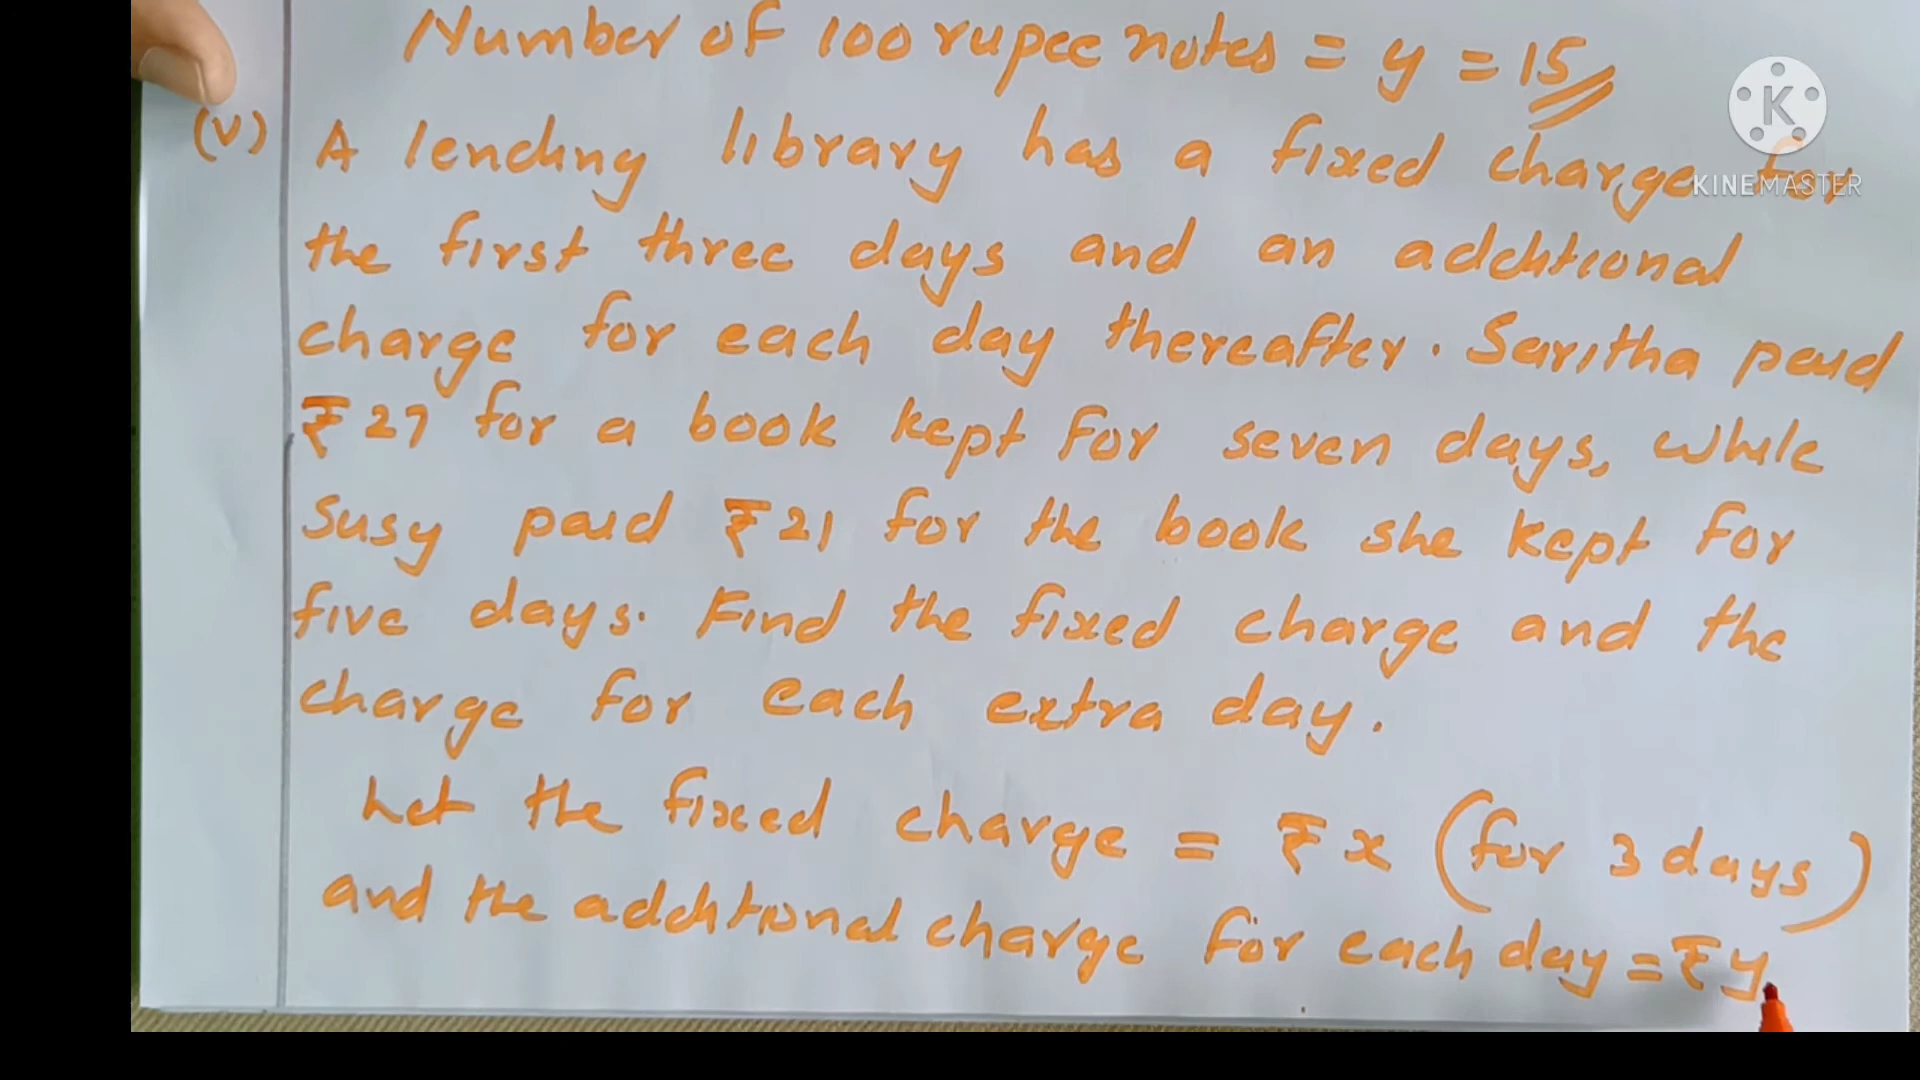 Number of 100 rupee notes = y = 15
(v) A lending library has a fixed charge for
the first three days and an additional
charge for each day thereafter. Saritha paid
₹27 for a book kept for seven days, while
Susy paid ₹21 for the book she kept for
five days. Find the fixed charge and the
charge for each extra day.
Let the fixed charge = ₹ x (for 3 days)
and the additional charge for each day = ₹ y.
K
KINEMASTER